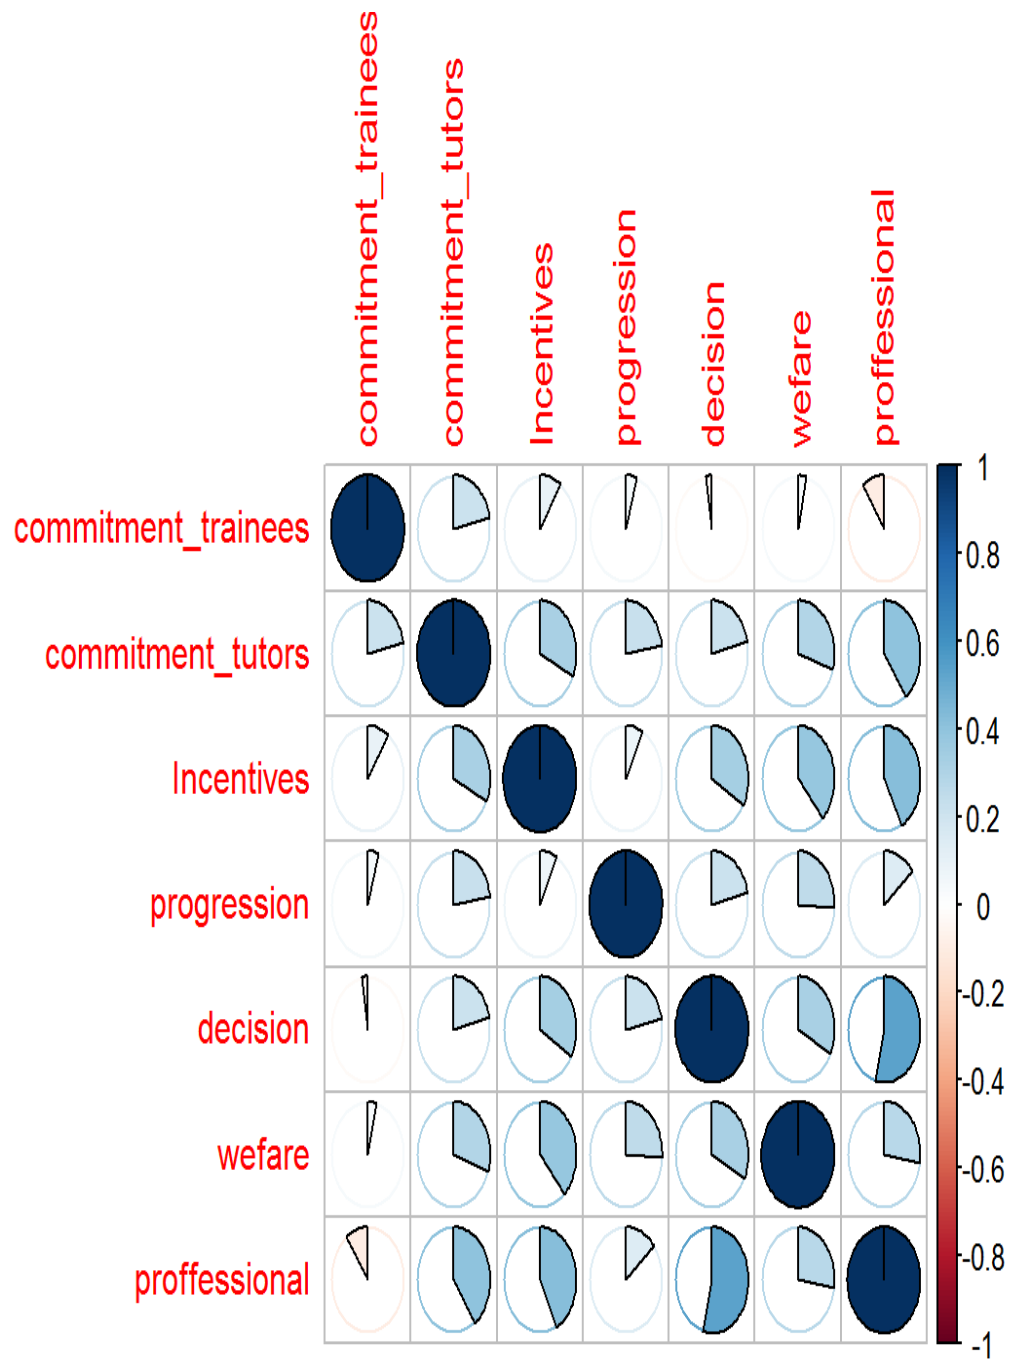 commitment_trainees
commitment_tutors
Incentives
progression
decision
wefare
proffessional
commitment_trainees
commitment_tutors
Incentives
progression
decision
wefare
proffessional
1
0.8
0.6
0.4
0.2
0
-0.2
-0.4
-0.6
-0.8
-1